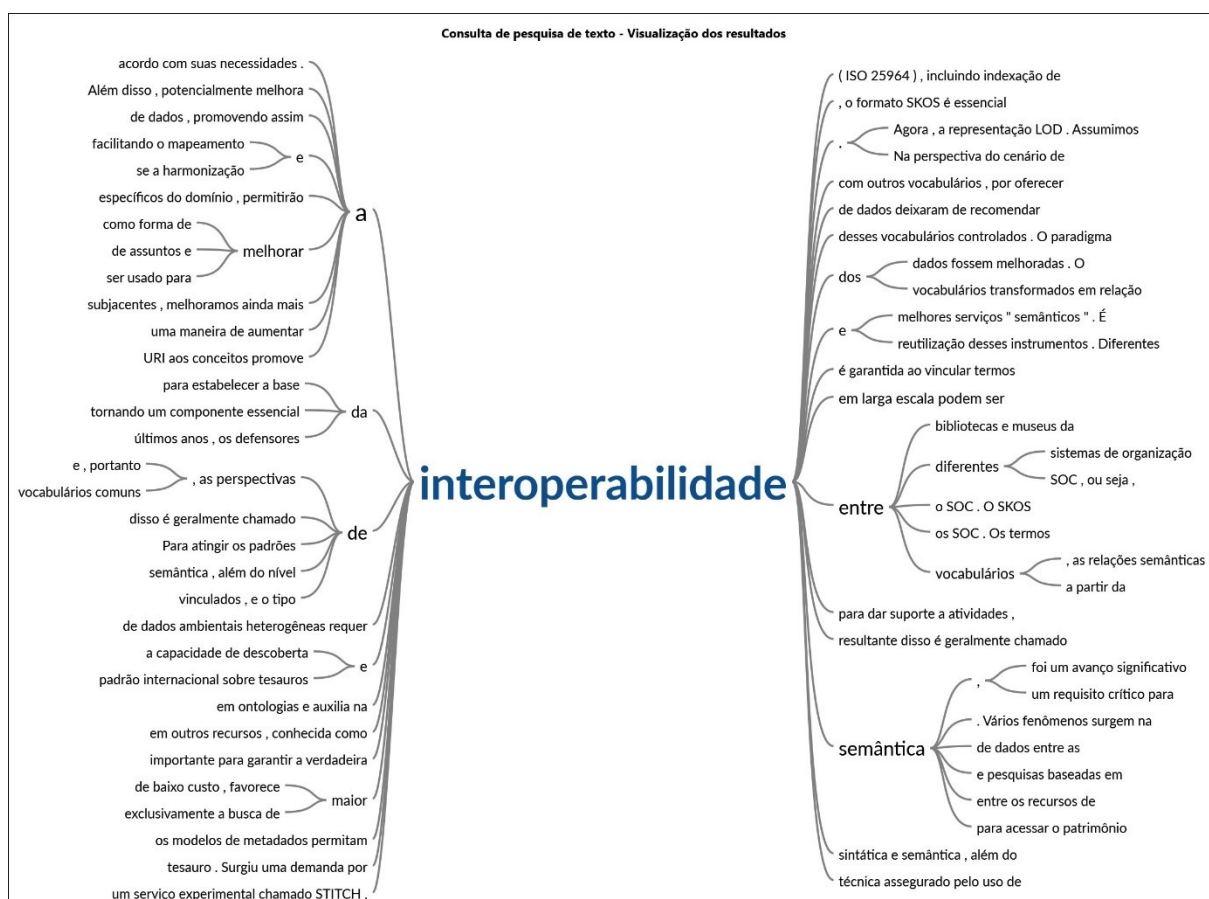 Consulta de pesquisa de texto - Visualização dos resultados
acordo com suas necessidades .
Além disso , potencialmente melhora
de dados , promovendo assim
facilitando o mapeamento
se a harmonização
e
específicos do domínio , permitirão
como forma de
de assuntos e
ser usado para
melhorar
subjacentes , melhoramos ainda mais
uma maneira de aumentar
URI aos conceitos promove
a
para estabelecer a base
tornando um componente essencial
últimos anos , os defensores
da
e , portanto
vocabulários comuns
, as perspectivas
disso é geralmente chamado
Para atingir os padrões
semântica , além do nível
vinculados , e o tipo
de
de dados ambientais heterogêneas requer
a capacidade de descoberta
padrão internacional sobre tesauros
e
em ontologias e auxilia na
em outros recursos , conhecida como
importante para garantir a verdadeira
de baixo custo , favorece
exclusivamente a busca de
maior
os modelos de metadados permitam
tesauro . Surgiu uma demanda por
um serviço experimental chamado STITCH ,
interoperabilidade
( ISO 25964 ) , incluindo indexação de
, o formato SKOS é essencial
.
Agora , a representação LOD . Assumimos
Na perspectiva do cenário de
com outros vocabulários , por oferecer
de dados deixaram de recomendar
desses vocabulários controlados . O paradigma
dos
dados fossem melhoradas . O
vocabulários transformados em relação
e
melhores serviços " semânticos " . É
reutilização desses instrumentos . Diferentes
é garantida ao vincular termos
em larga escala podem ser
entre
bibliotecas e museus da
diferentes
sistemas de organização
SOC , ou seja ,
o SOC . O SKOS
os SOC . Os termos
vocabulários
, as relações semânticas
a partir da
para dar suporte a atividades ,
resultante disso é geralmente chamado
semântica
,
foi um avanço significativo
um requisito crítico para
. Vários fenômenos surgem na
de dados entre as
e pesquisas baseadas em
entre os recursos de
para acessar o patrimônio
sintática e semântica , além do
técnica assegurado pelo uso de